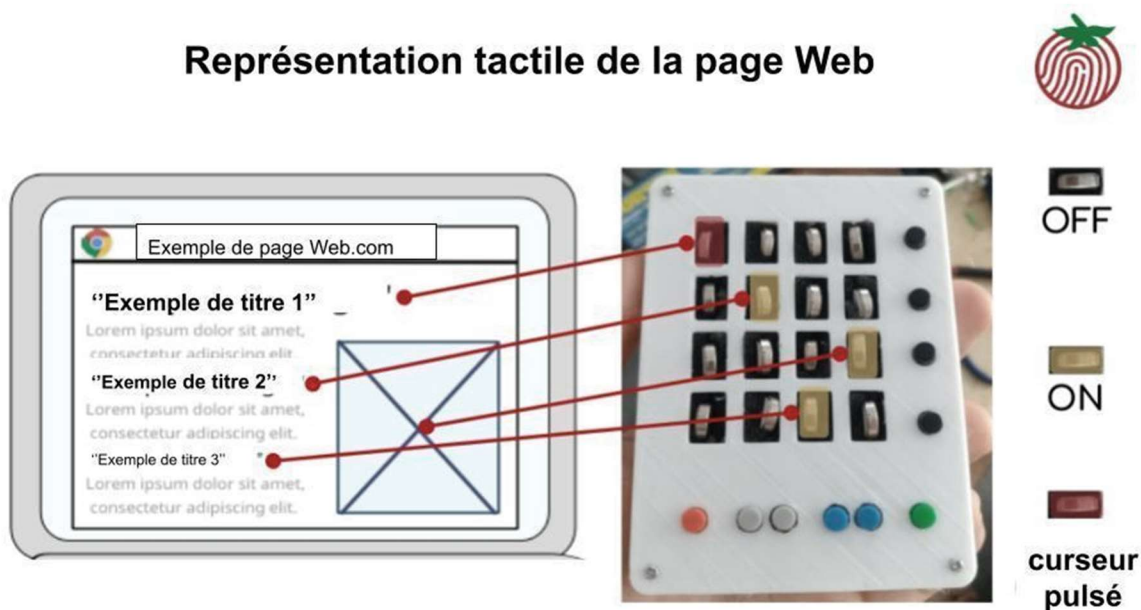 Représentation tactile de la page Web
Exemple de page Web.com
‘’Exemple de titre 1’’
Lorem ipsum dolor sit amet,
consectetur adipiscing elit.
‘’Exemple de titre 2’’
Lorem ipsum dolor sit amet,
consectetur adipiscing elit.
‘’Exemple de titre 3’’
Lorem ipsum dolor sit amet,
consectetur adipiscing elit.
OFF
ON
curseur
pulsé